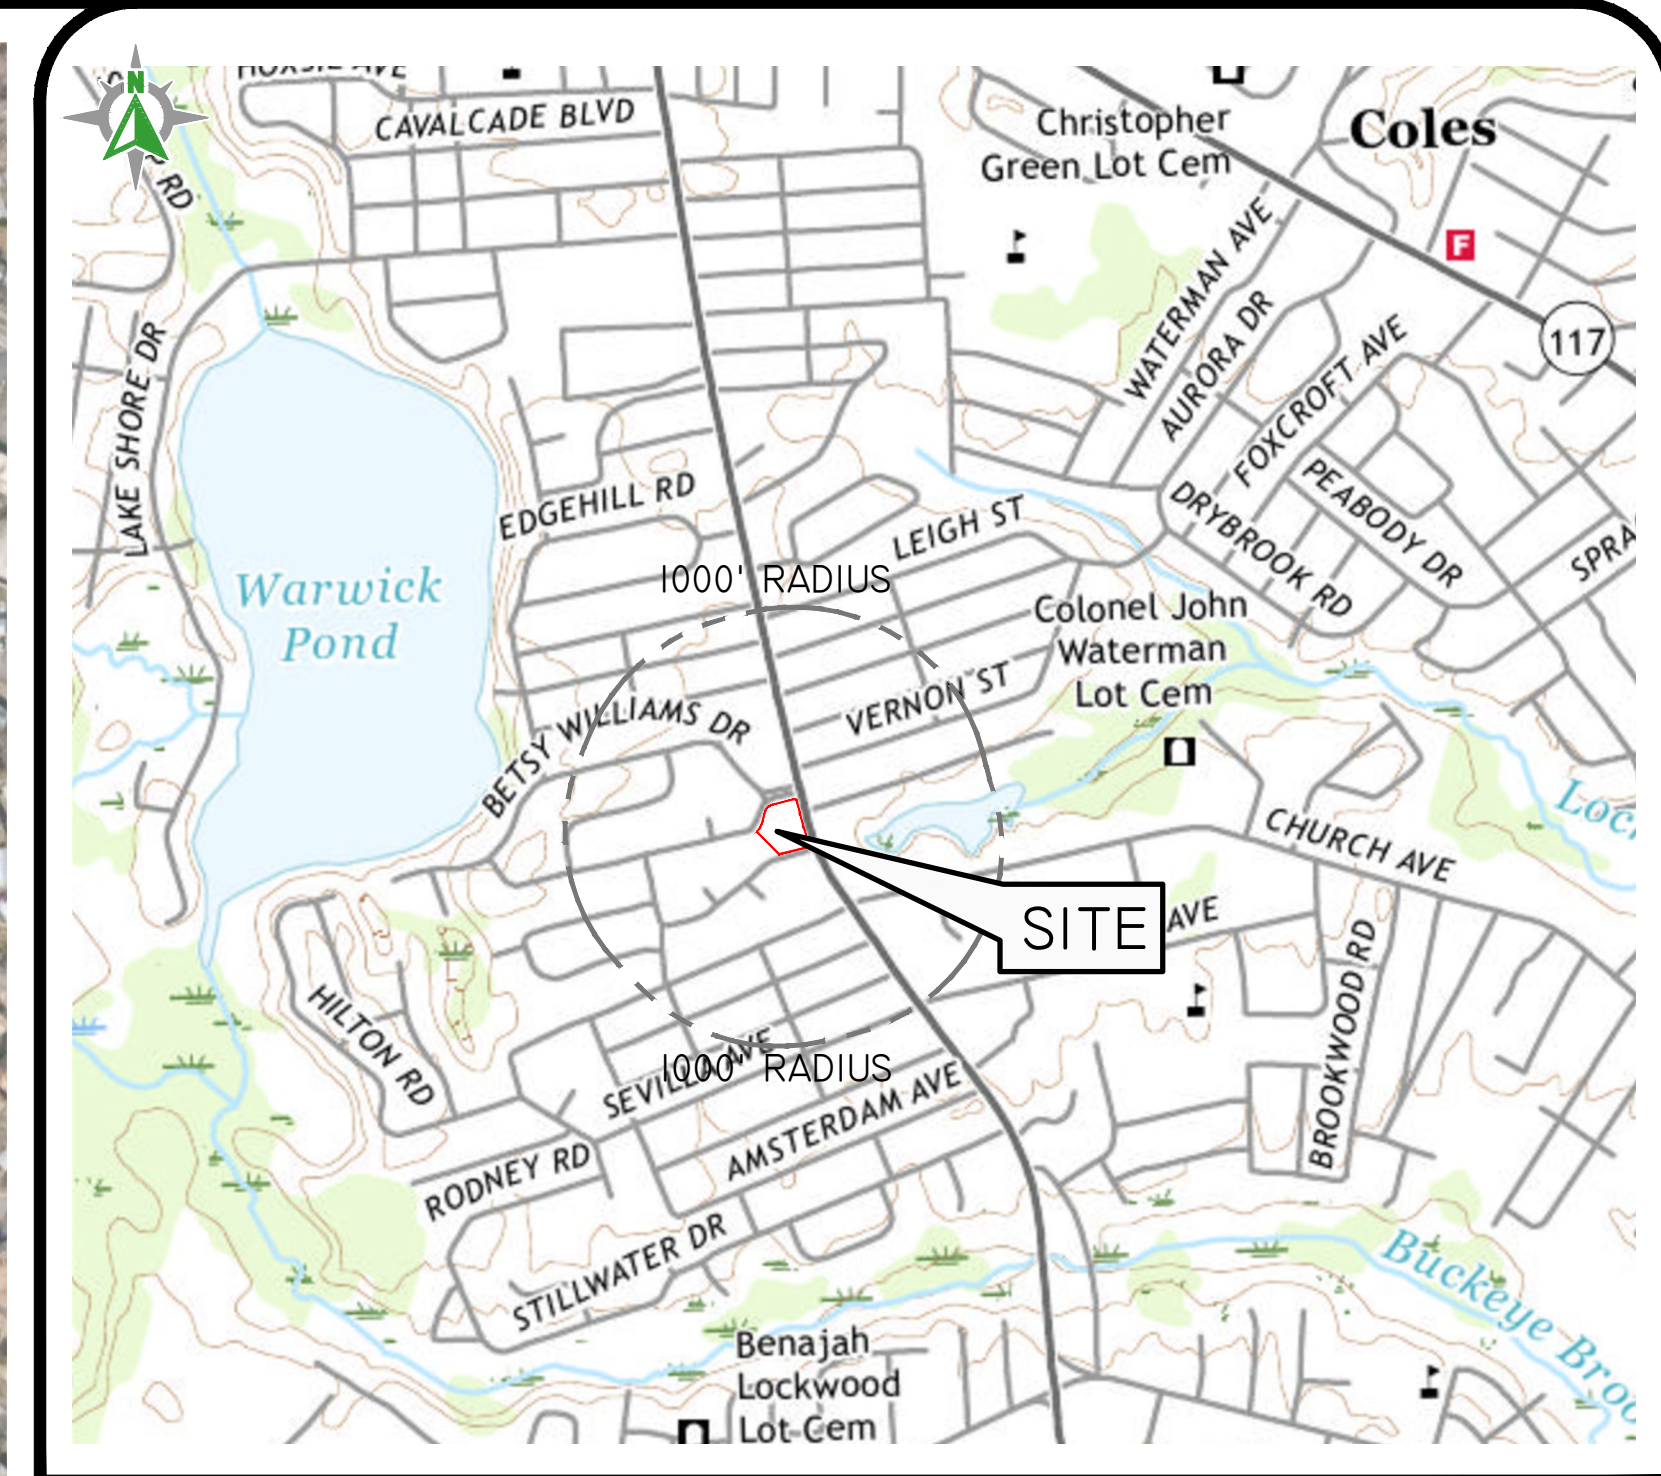 N
CAVALCADE BLVD
RD
Christopher
Green Lot Cem
Coles
F
117
WATERMAN AVE
AURORA DR
FOXCROFT AVE
LAKE SHORE DR
PEABODY DR
DRYBROOK RD
EDGEHILL RD
LEIGH ST
Warwick
Pond
1000' RADIUS
Colonel John
Waterman
Lot Cem
VERNON ST
BETSY WILLIAMS DR
CHURCH AVE
SITE
AVE
BROOKWOOD RD
HILTON RD
SEVILLA AVE
1000' RADIUS
AMSTERDAM AVE
RODNEY RD
STILLWATER DR
Buckeye Broo
Benajah
Lockwood
Lot Cem